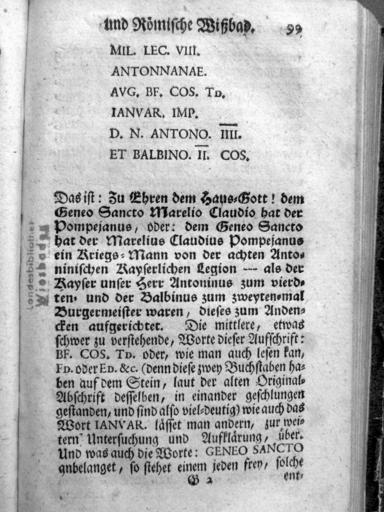 und Römische Wißbad. 99
MIL. LEC. VIII.
ANTONNANAE.
AVG. BF. COS. TD.
IANVAR. IMP.
D. N. ANTONO. IIII.
ET BALBINO. II. COS.
Das ist: Zu Ehren dem Haus-Gott! dem
Geneo Sancto Marelio Claudio hat der
Pompejanus, oder: dem Geneo Sancto
hat der Marelius Claudius Pompejanus
ein Kriegs-Mann von der achten Anto-
ninischen Kayserlichen Legion --- als der
Kayser unser Herr Antoninus zum vierd-
ten- und der Balbinus zum zweyten-mal
Burgermeister waren, dieses zum Anden-
cken aufgerichtet. Die mittlere, etwas
schwer zu verstehende, Worte dieser Aufschrift:
BF. COS. TD. oder, wie man auch lesen kan,
FD. oder ED. &c. (denn diese zwey Buchstaben ha-
ben auf dem Stein, laut der alten Original-
Abschrift desselben, in einander geschlungen
gestanden, und sind also viel-deutig) wie auch das
Wort IANVAR. lässet man andern, zur wei-
tern Untersuchung und Aufklärung, über.
Und was auch die Worte: GENEO SANCTO
anbelanget, so stehet einem jeden frey, solche
G 2 ent-
Landesbibliothek
Wiesbaden